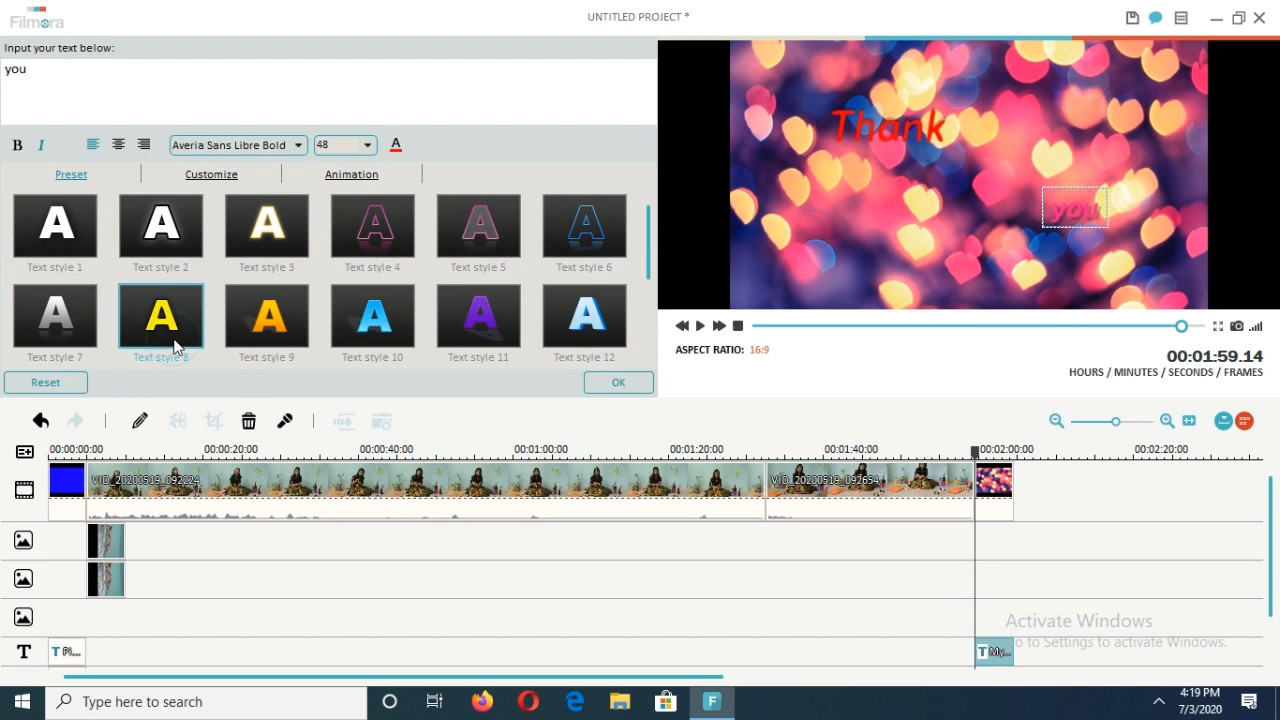 Filmora
UNTITLED PROJECT *
Input your text below:
you
B I
Averia Sans Libre Bold
48
A
Preset
Customize
Animation
A A A A A A
Text style 1
Text style 2
Text style 3
Text style 4
Text style 5
Text style 6
A A A A A A
Text style 7
Text style 8
Text style 9
Text style 10
Text style 11
Text style 12
Reset
OK
Thank
you
ASPECT RATIO: 16:9
00:01:59.14
HOURS / MINUTES / SECONDS / FRAMES
00:00:00:00
00:00:20:00
00:00:40:00
00:01:00:00
00:01:20:00
00:01:40:00
00:02:00:00
00:02:20:00
VID_20200519_092224
VID_20200519_092654
T
T Pl...
T My...
Activate Windows
o to Settings to activate Windows.
Type here to search
F
4:19 PM
7/3/2020